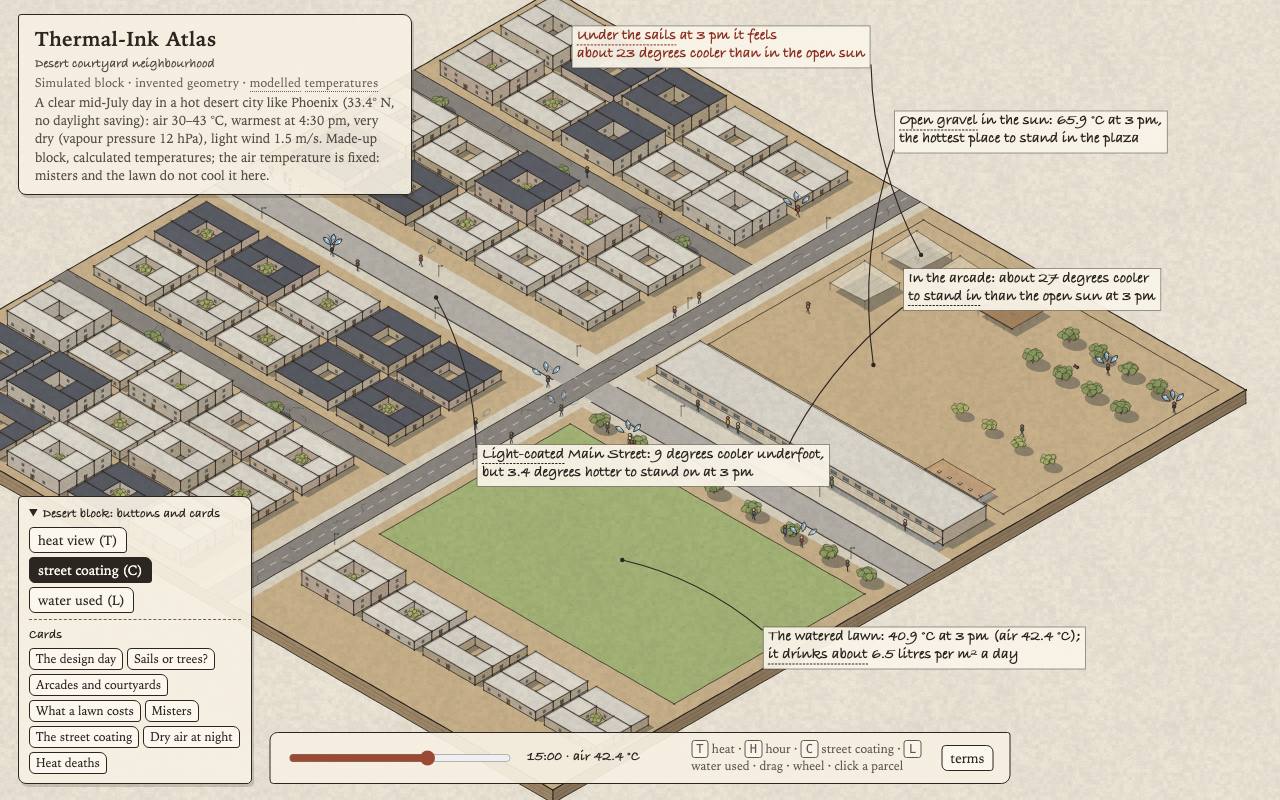 Thermal-Ink Atlas
Desert courtyard neighbourhood
Simulated block · invented geometry · modelled temperatures
A clear mid-July day in a hot desert city like Phoenix (33.4° N,
no daylight saving): air 30–43 °C, warmest at 4:30 pm, very
dry (vapour pressure 12 hPa), light wind 1.5 m/s. Made-up
block, calculated temperatures; the air temperature is fixed:
misters and the lawn do not cool it here.
Under the sails at 3 pm it feels
about 23 degrees cooler than in the open sun
Open gravel in the sun: 65.9 °C at 3 pm,
the hottest place to stand in the plaza
In the arcade: about 27 degrees cooler
to stand in than the open sun at 3 pm
Light-coated Main Street: 9 degrees cooler underfoot,
but 3.4 degrees hotter to stand on at 3 pm
The watered lawn: 40.9 °C at 3 pm (air 42.4 °C);
it drinks about 6.5 litres per m² a day
▼ Desert block: buttons and cards
heat view (T)
street coating (C)
water used (L)
Cards
The design day Sails or trees?
Arcades and courtyards
What a lawn costs Misters
The street coating Dry air at night
Heat deaths
15:00 · air 42.4 °C
T heat · H hour · C street coating · L
water used · drag · wheel · click a parcel
terms